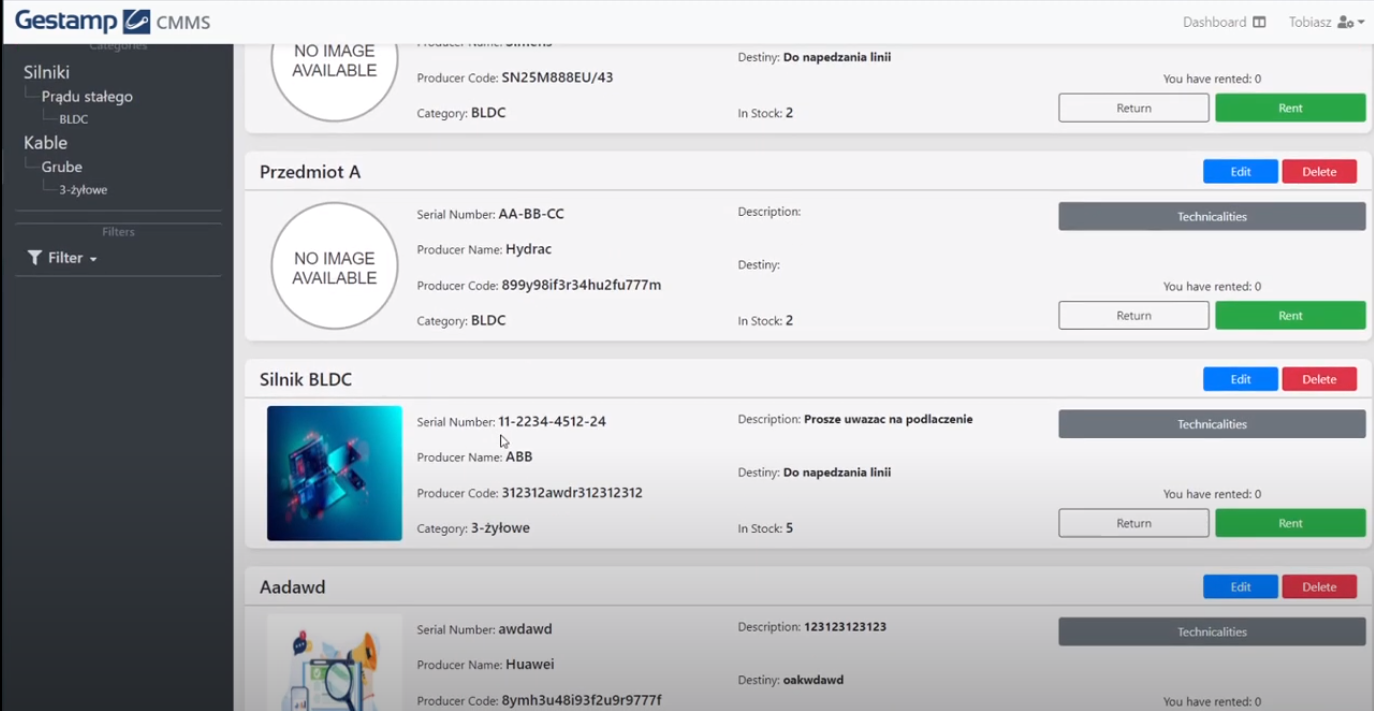 Gestamp CMMS
Dashboard
Tobiasz
Categories
Silniki
Prądu stałego
BLDC
Kable
Grube
3-żyłowe
Filters
Filter
NO IMAGE
AVAILABLE
Producer Name: Siemens
Producer Code: SN25M888EU/43
Category: BLDC
Destiny: Do napedzania linii
In Stock: 2
You have rented: 0
Return
Rent
Przedmiot A
Edit
Delete
NO IMAGE
AVAILABLE
Serial Number: AA-BB-CC
Producer Name: Hydrac
Producer Code: 899y98if3r34hu2fu777m
Category: BLDC
Description:
Destiny:
In Stock: 2
Technicalities
You have rented: 0
Return
Rent
Silnik BLDC
Edit
Delete
Serial Number: 11-2234-4512-24
Producer Name: ABB
Producer Code: 312312awdr312312312
Category: 3-żyłowe
Description: Prosze uwazac na podlaczenie
Destiny: Do napedzania linii
In Stock: 5
Technicalities
You have rented: 0
Return
Rent
Aadawd
Edit
Delete
Serial Number: awdawd
Producer Name: Huawei
Producer Code: 8ymh3u48i93f2u9r9777f
Description: 123123123123
Destiny: oakwdawd
Technicalities
You have rented: 0